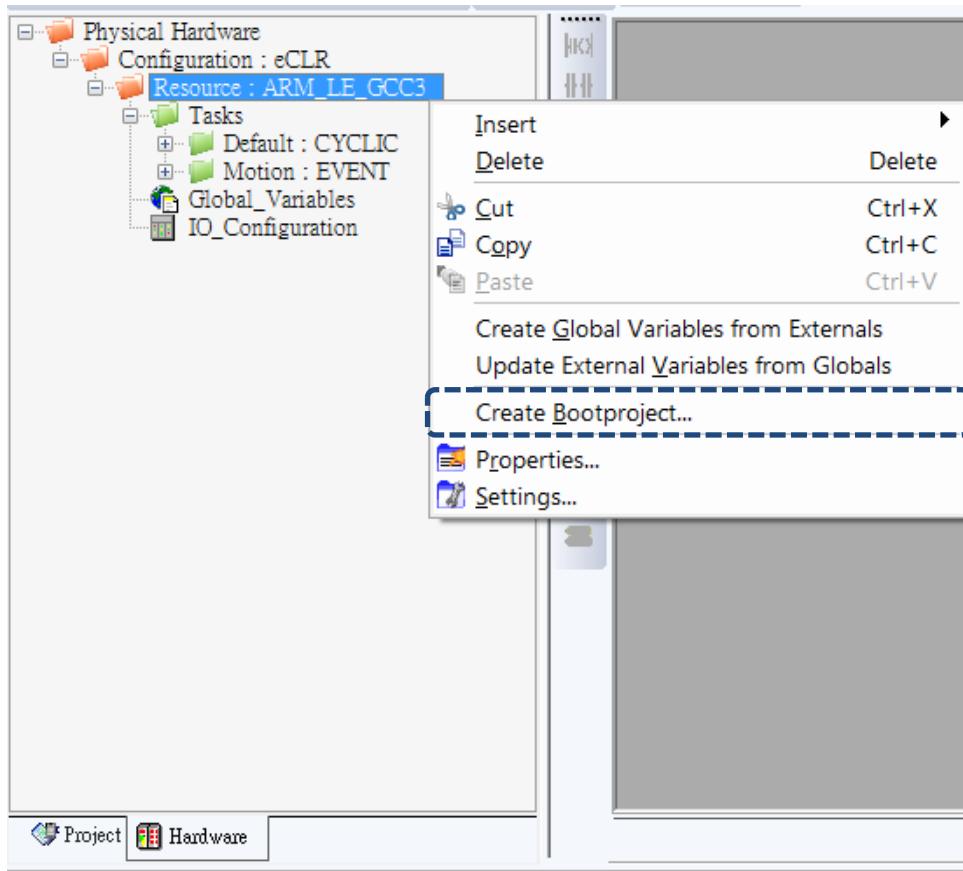 Physical Hardware
Configuration : eCLR
Resource : ARM_LE_GCC3
Tasks
Default : CYCLIC
Motion : EVENT
Global_Variables
IO_Configuration
Insert
Delete Delete
Cut Ctrl+X
Copy Ctrl+C
Paste Ctrl+V
Create Global Variables from Externals
Update External Variables from Globals
Create Bootproject...
Properties...
Settings...
Project Hardware